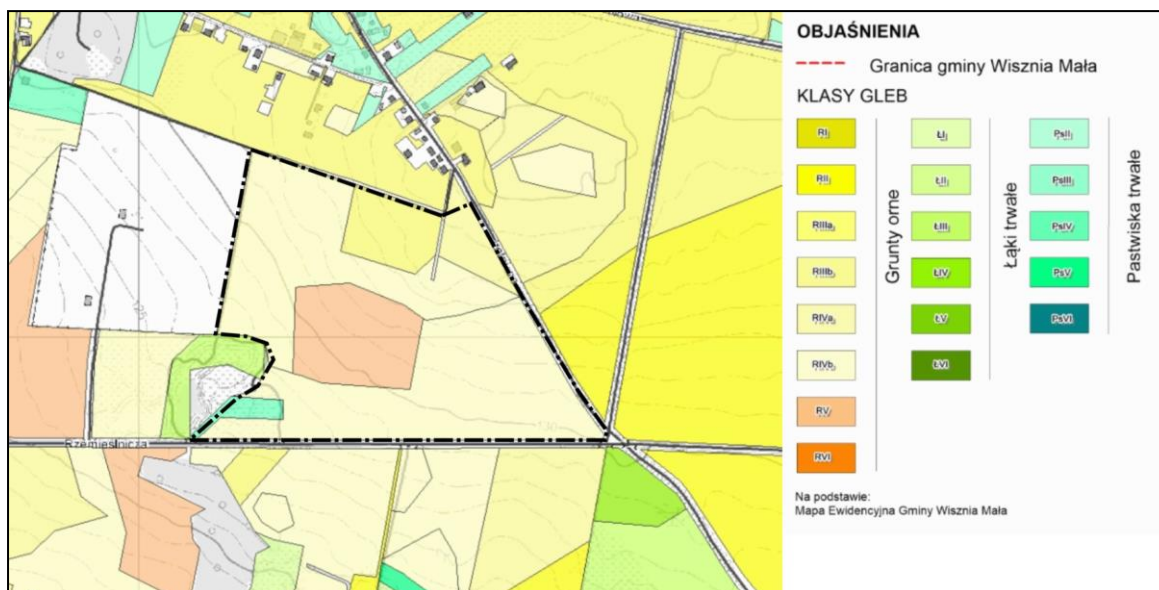 OBJAŚNIENIA
Granica gminy Wisznia Mała
KLASY GLEB
RI
RII
RIIIa
RIIIb
RIVa
RIVb
RV
RVI
Grunty orne
ŁI
ŁII
ŁIII
ŁIV
ŁV
ŁVI
Łąki trwałe
PsII
PsIII
PsIV
PsV
PsVI
Pastwiska trwałe
Na podstawie:
Mapa Ewidencyjna Gminy Wisznia Mała
140
130
Rzemieślnicza